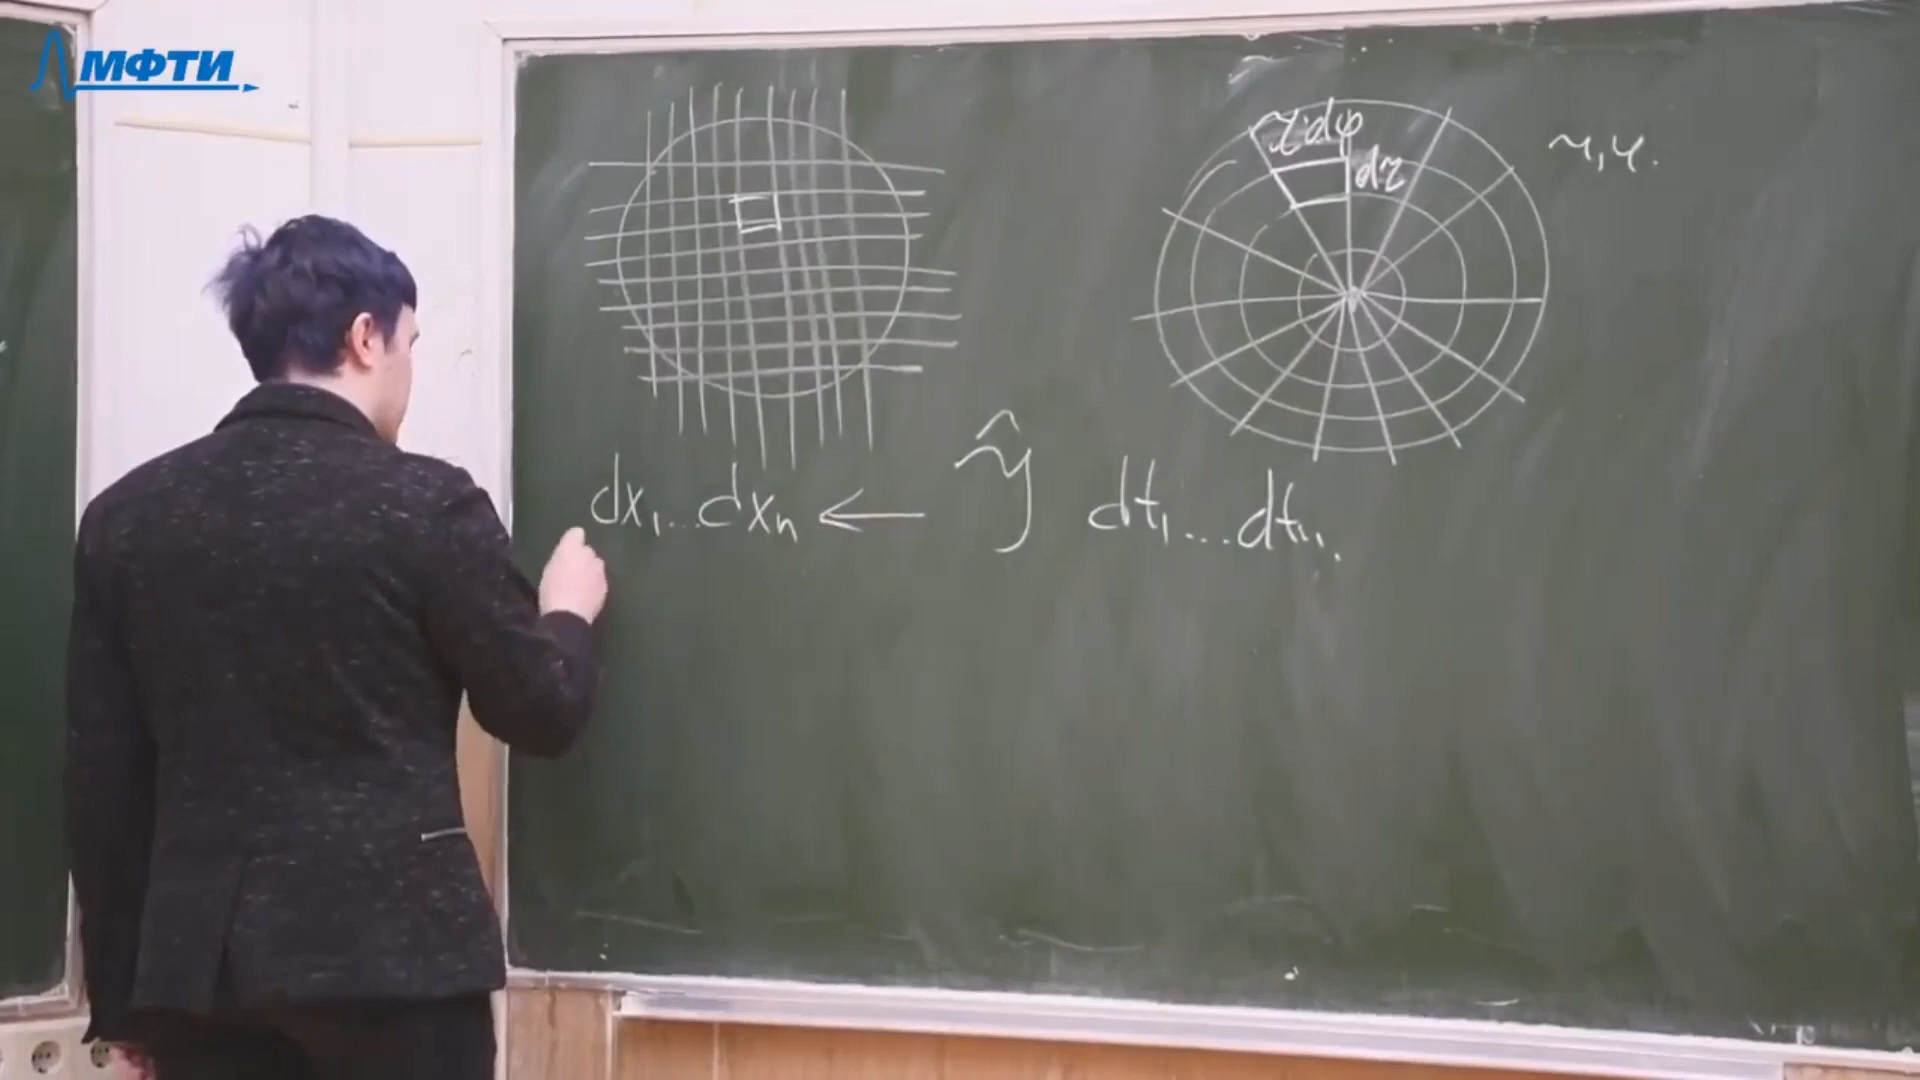 МФТИ
r·dφ
dr
r, φ.
dx₁...dxₙ ← ŷ dt₁...dtₙ.